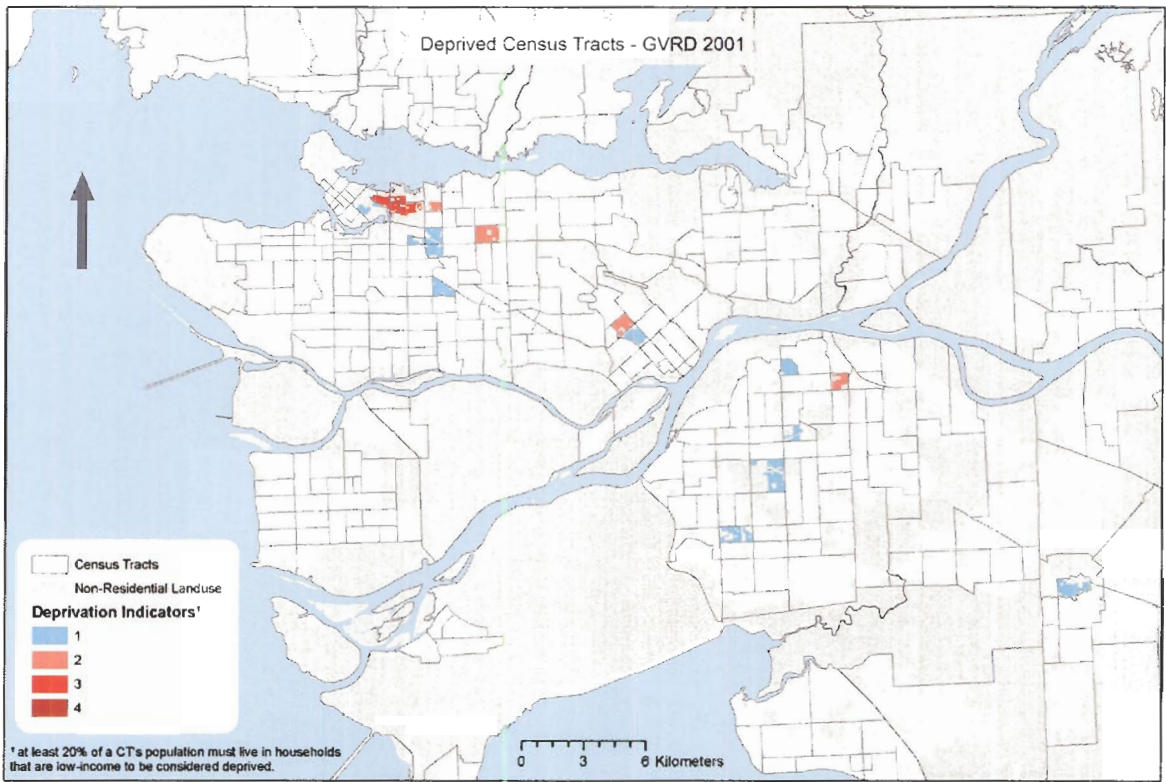 Deprived Census Tracts - GVRD 2001
Census Tracts
Non-Residential Landuse
Deprivation Indicators¹
1
2
3
4
¹ at least 20% of a CT's population must live in households
that are low-income to be considered deprived.
0 3 6 Kilometers